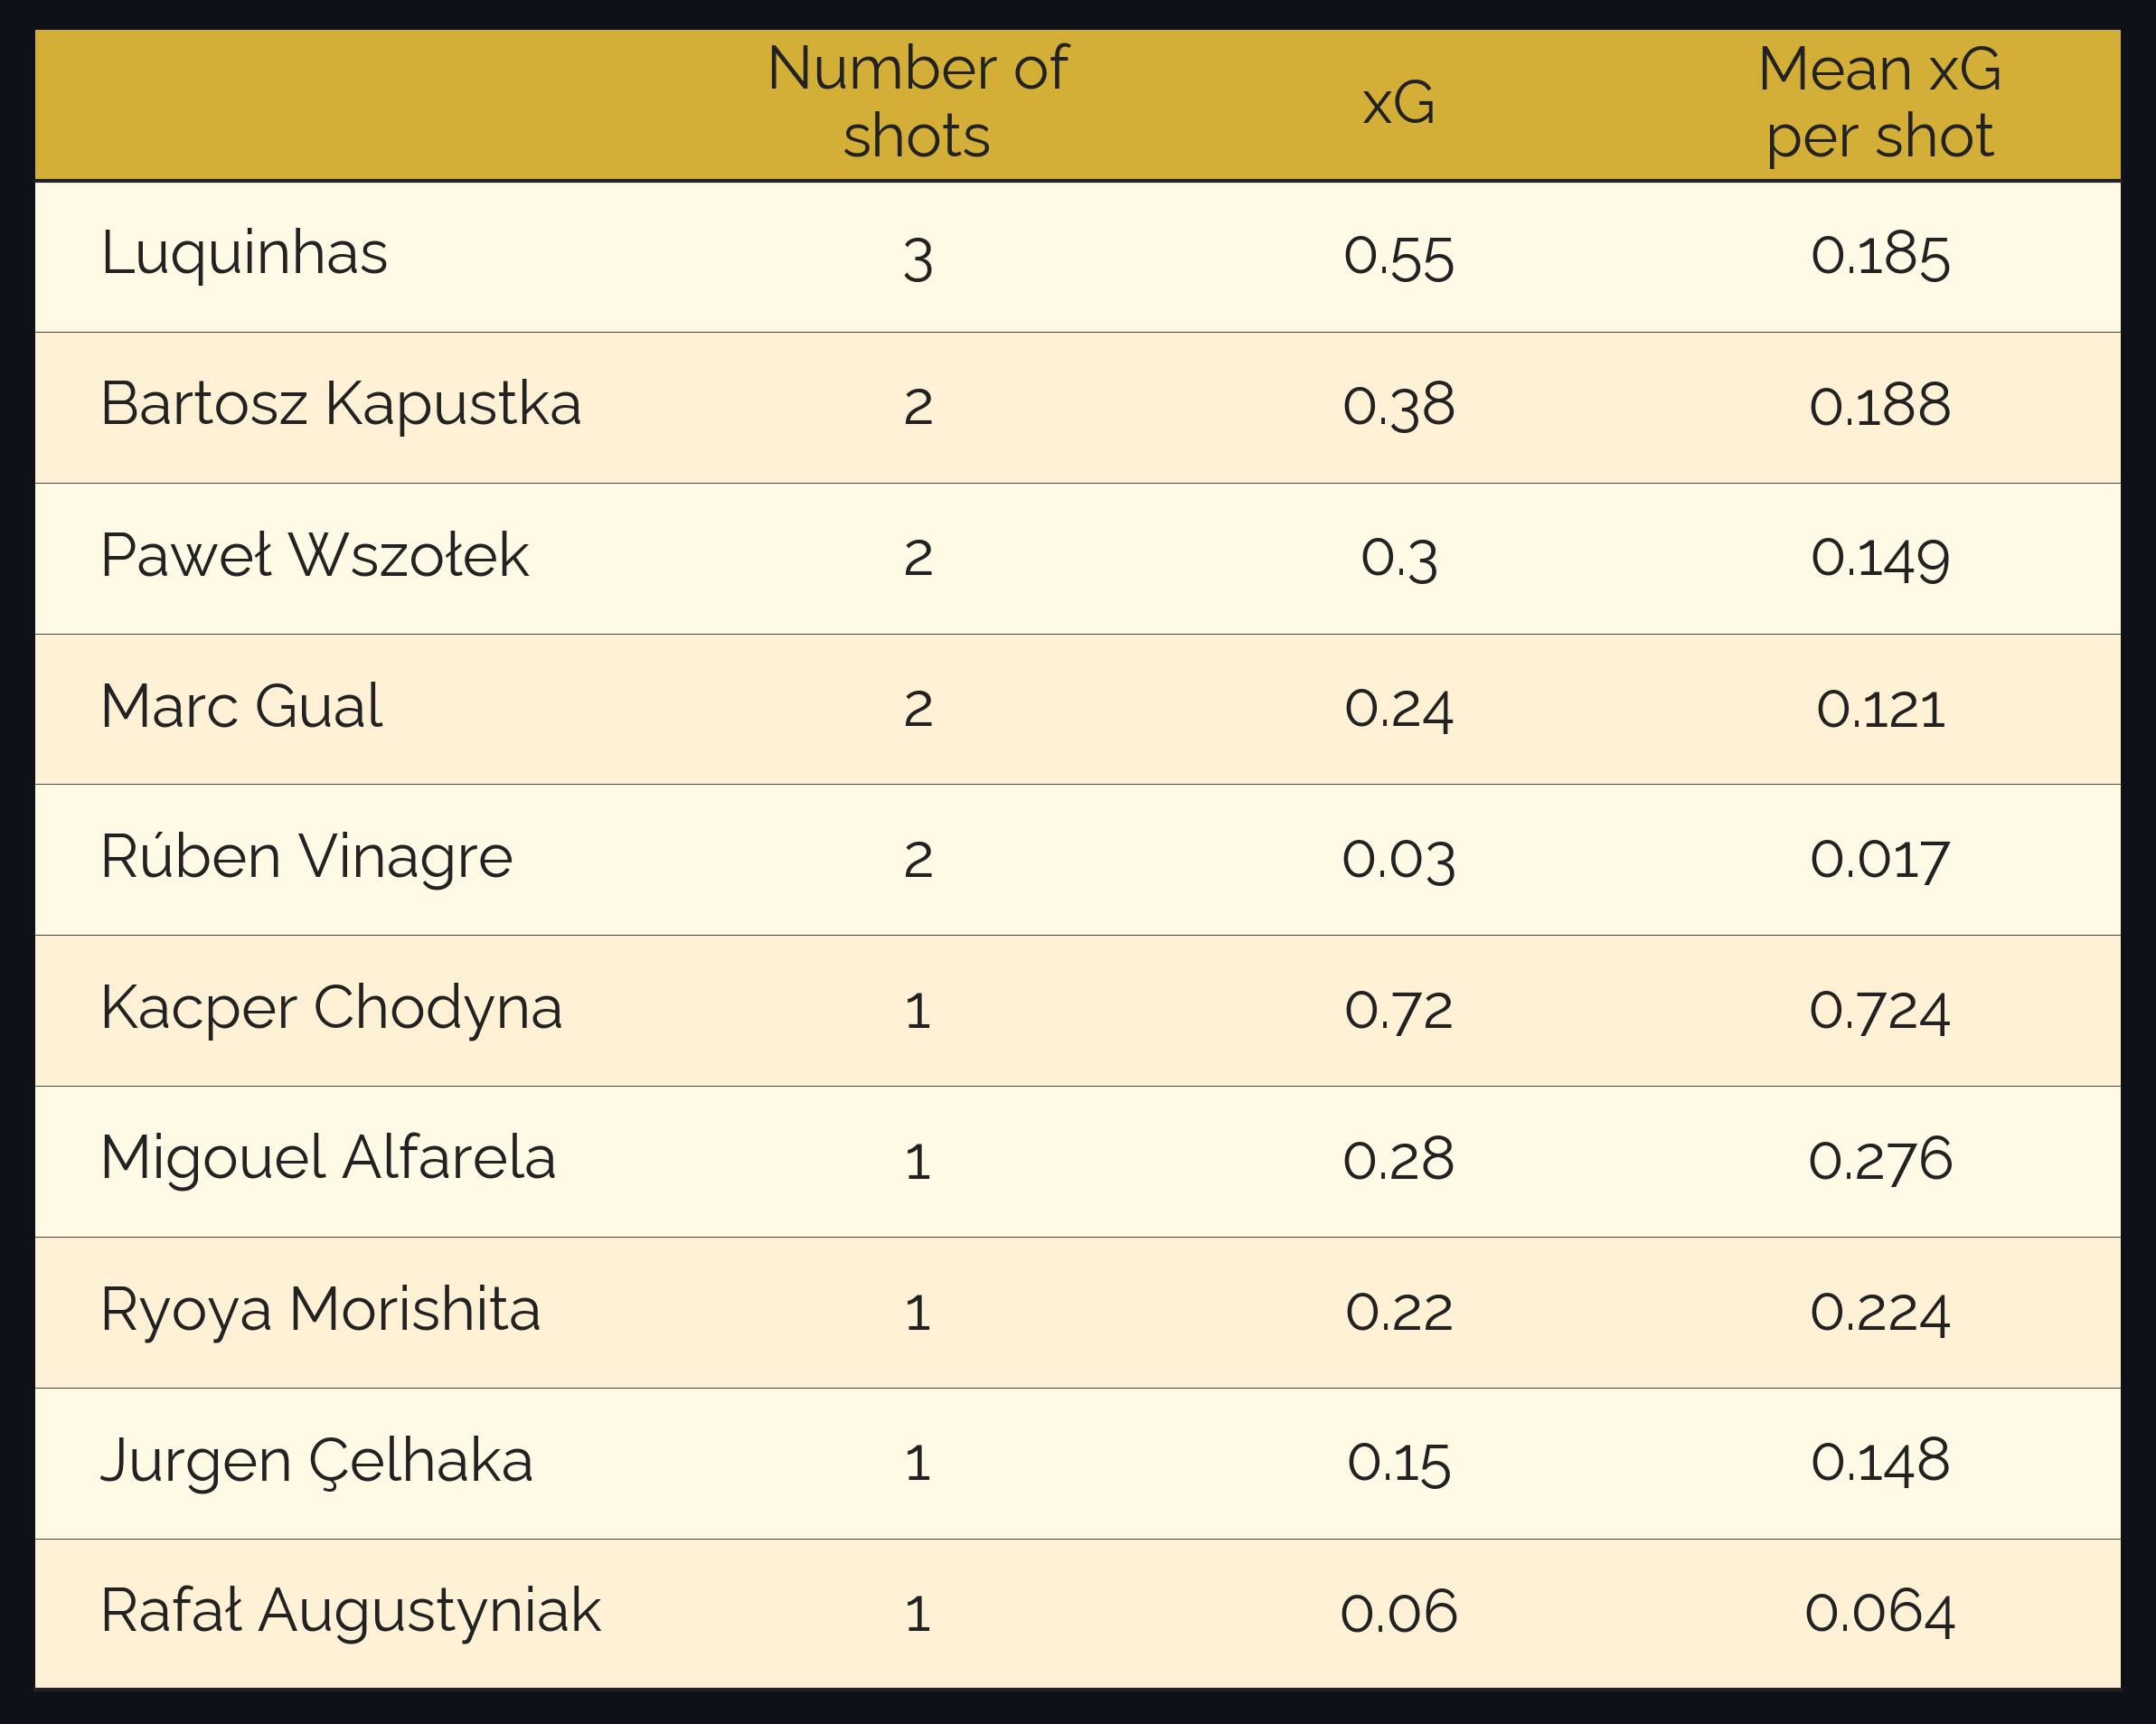 Number of shots xG Mean xG per shot
Luquinhas 3 0.55 0.185
Bartosz Kapustka 2 0.38 0.188
Paweł Wszołek 2 0.3 0.149
Marc Gual 2 0.24 0.121
Rúben Vinagre 2 0.03 0.017
Kacper Chodyna 1 0.72 0.724
Migouel Alfarela 1 0.28 0.276
Ryoya Morishita 1 0.22 0.224
Jurgen Çelhaka 1 0.15 0.148
Rafał Augustyniak 1 0.06 0.064